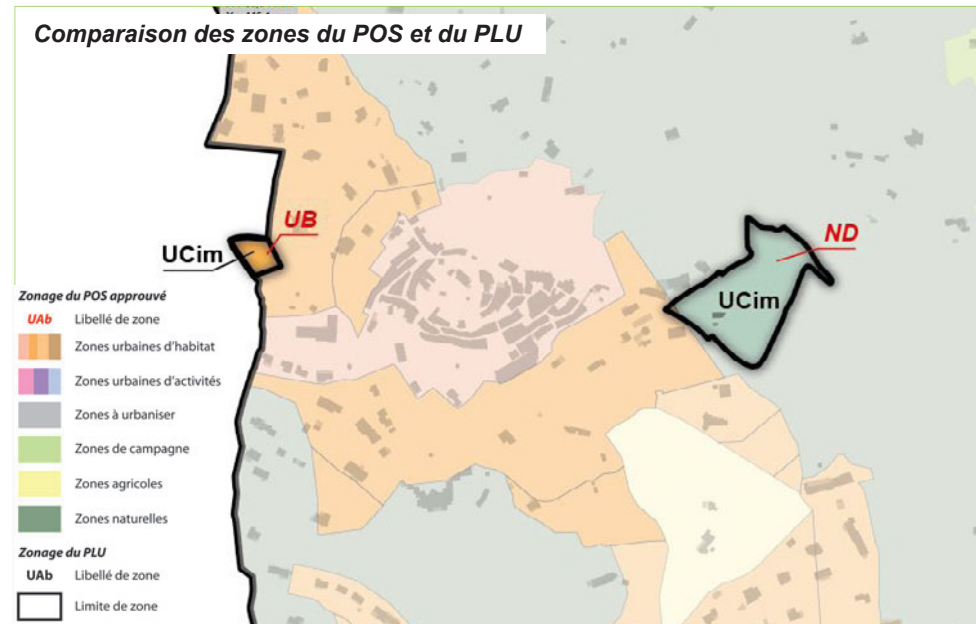 Comparaison des zones du POS et du PLU
UB
UCim
ND
UCim
Zonage du POS approuvé
UAb Libellé de zone
Zones urbaines d'habitat
Zones urbaines d'activités
Zones à urbaniser
Zones de campagne
Zones agricoles
Zones naturelles
Zonage du PLU
UAb Libellé de zone
Limite de zone